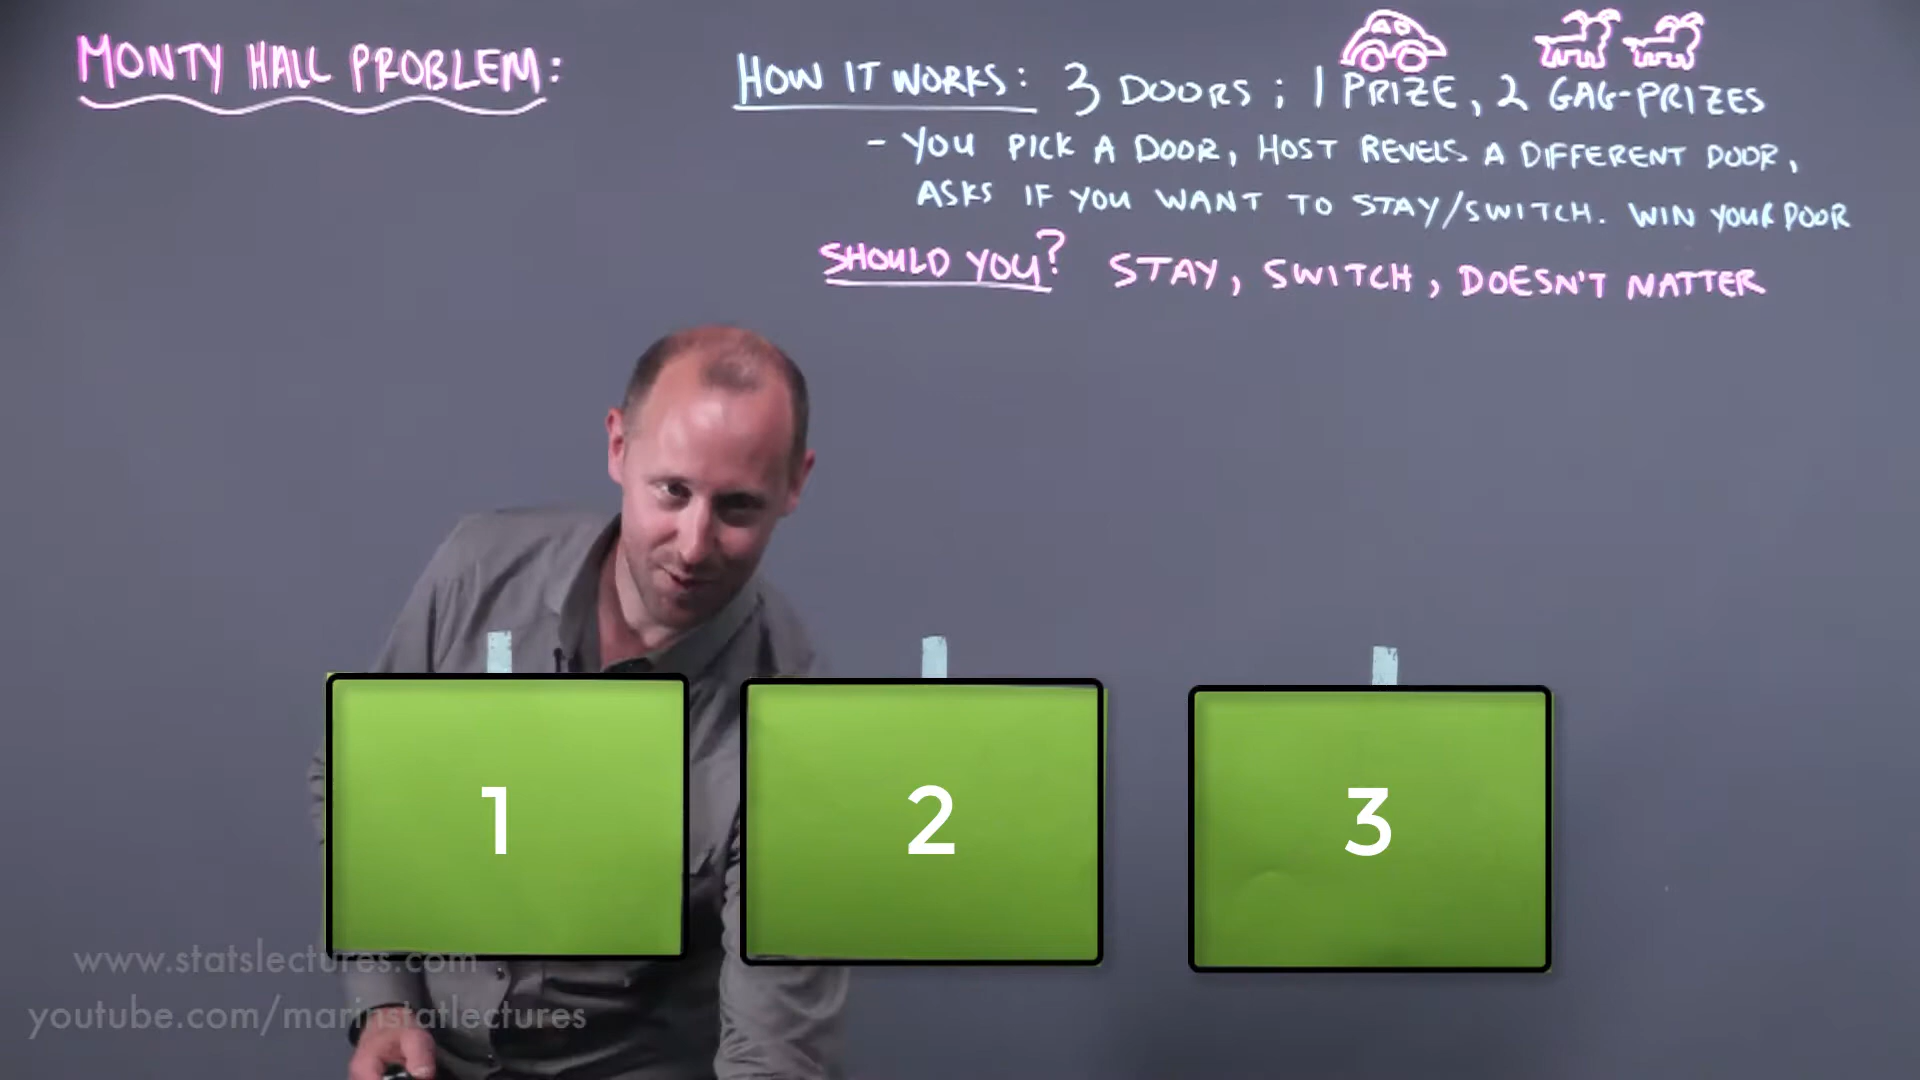 MONTY HALL PROBLEM:
HOW IT WORKS: 3 DOORS; 1 PRIZE, 2 GAG-PRIZES
- YOU PICK A DOOR, HOST REVELS A DIFFERENT DOOR,
ASKS IF YOU WANT TO STAY/SWITCH. WIN YOUR DOOR
SHOULD YOU? STAY, SWITCH, DOESN'T MATTER
1 2 3
www.statslectures.com
youtube.com/marinstatlectures